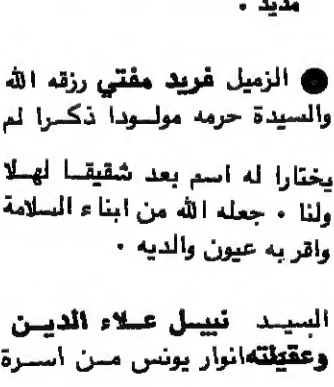 مديد .
● الزميل فريد مفتي رزقه الله
والسيدة حرمه مولودا ذكرا لم
يختارا له اسم بعد شقيقا لهلا
ولنا . جعله الله من ابناء السلامة
واقر به عيون والديه .
السيد نبيل علاء الدين
وعقيلته انوار يونس من اسرة